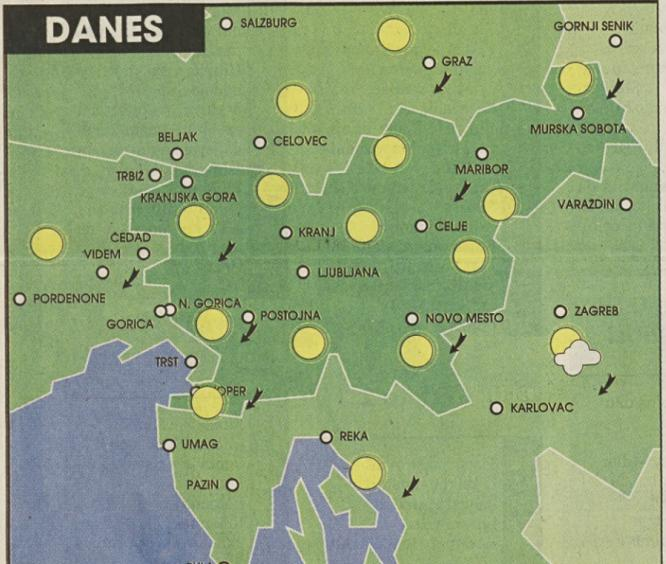 DANES
SALZBURG
GORNJI SENIK
GRAZ
MURSKA SOBOTA
BELJAK
CELOVEC
MARIBOR
TRBIŽ
KRANJSKA GORA
VARAŽDIN
KRANJ
CELJE
ČEDAD
VIDEM
LJUBLJANA
PORDENONE
N. GORICA
POSTOJNA
NOVO MESTO
ZAGREB
GORICA
TRST
OPER
KARLOVAC
REKA
UMAG
PAZIN